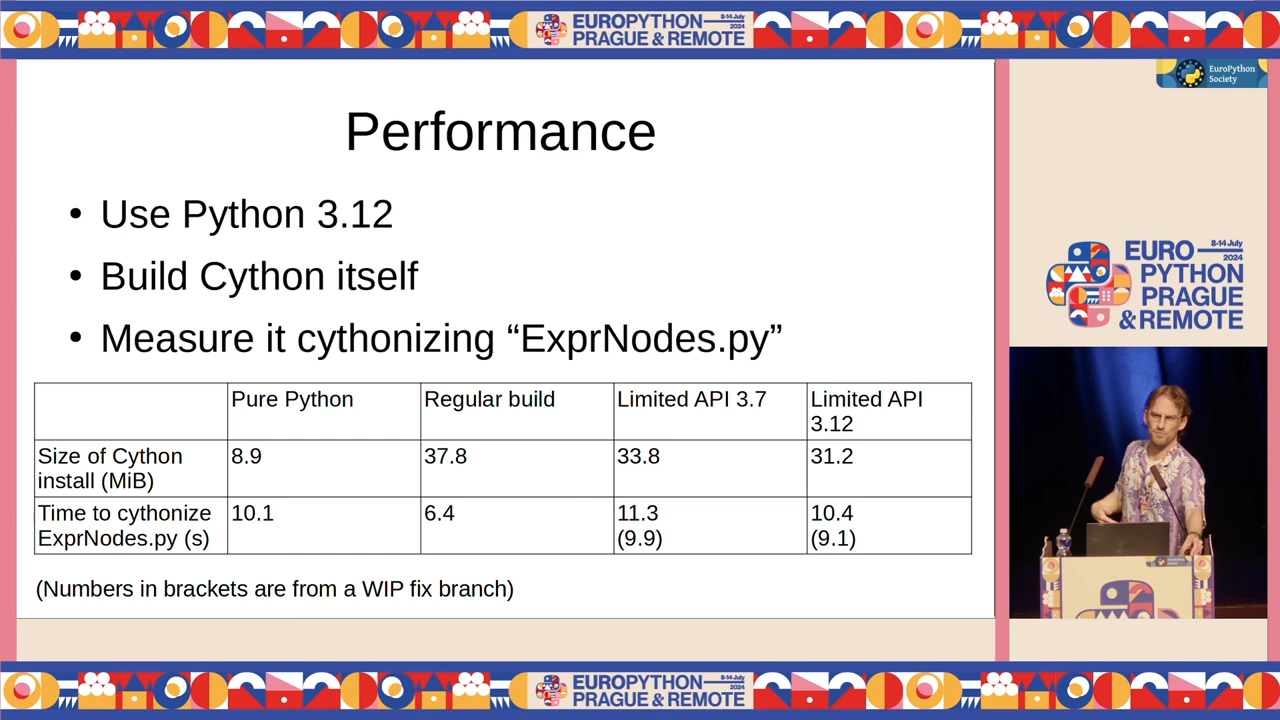 EUROPYTHON
8-14 July
2024
PRAGUE & REMOTE
EuroPython
Society
Performance
• Use Python 3.12
• Build Cython itself
• Measure it cythonizing “ExprNodes.py”
Pure Python
Regular build
Limited API 3.7
Limited API
3.12
Size of Cython
install (MiB)
8.9
37.8
33.8
31.2
Time to cythonize
ExprNodes.py (s)
10.1
6.4
11.3
(9.9)
10.4
(9.1)
(Numbers in brackets are from a WIP fix branch)
8-14 July
2024
EURO
PYTHON
PRAGUE
& REMOTE
EUROPYTHON
8-14 July
2024
PRAGUE & REMOTE